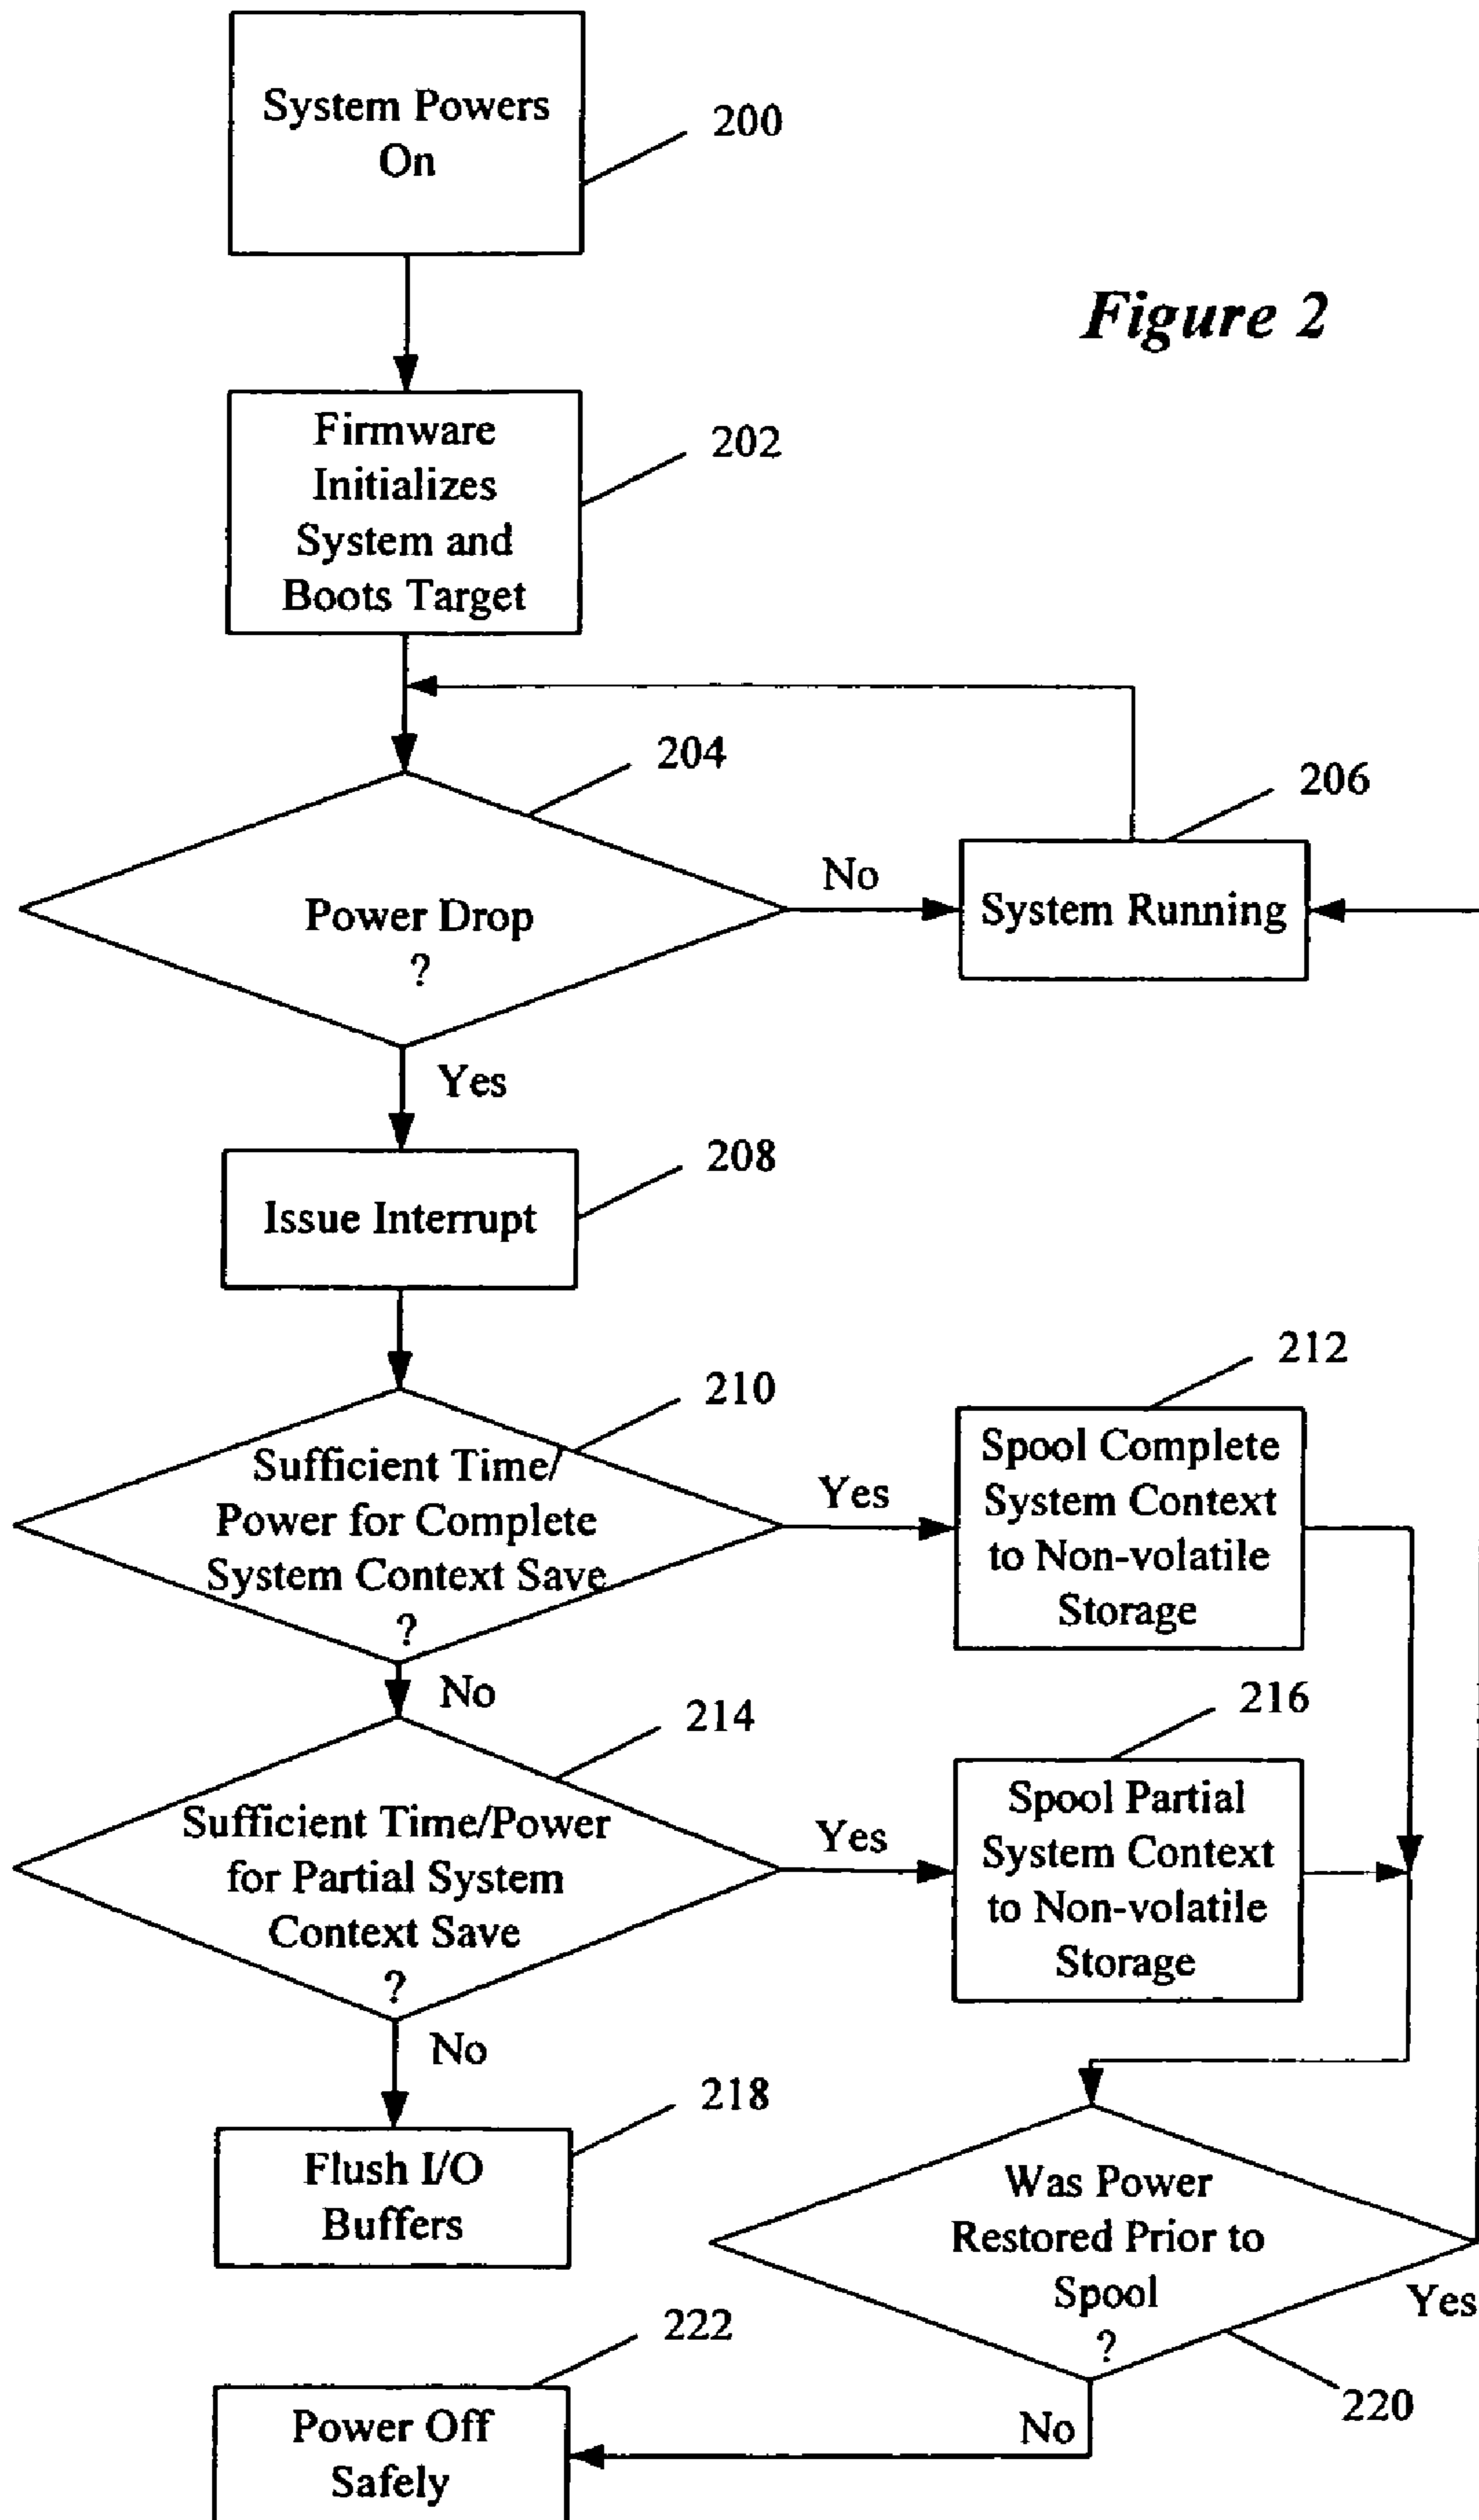 System Powers
On
200
Figure 2
Firmware
Initializes
System and
Boots Target
202
204
Power Drop
?
No
206
System Running
Yes
208
Issue Interrupt
210
Sufficient Time/
Power for Complete
System Context Save
?
Yes
212
Spool Complete
System Context
to Non-volatile
Storage
No
214
Sufficient Time/Power
for Partial System
Context Save
?
Yes
216
Spool Partial
System Context
to Non-volatile
Storage
No
218
Flush I/O
Buffers
Was Power
Restored Prior to
Spool
?
Yes
220
No
222
Power Off
Safely